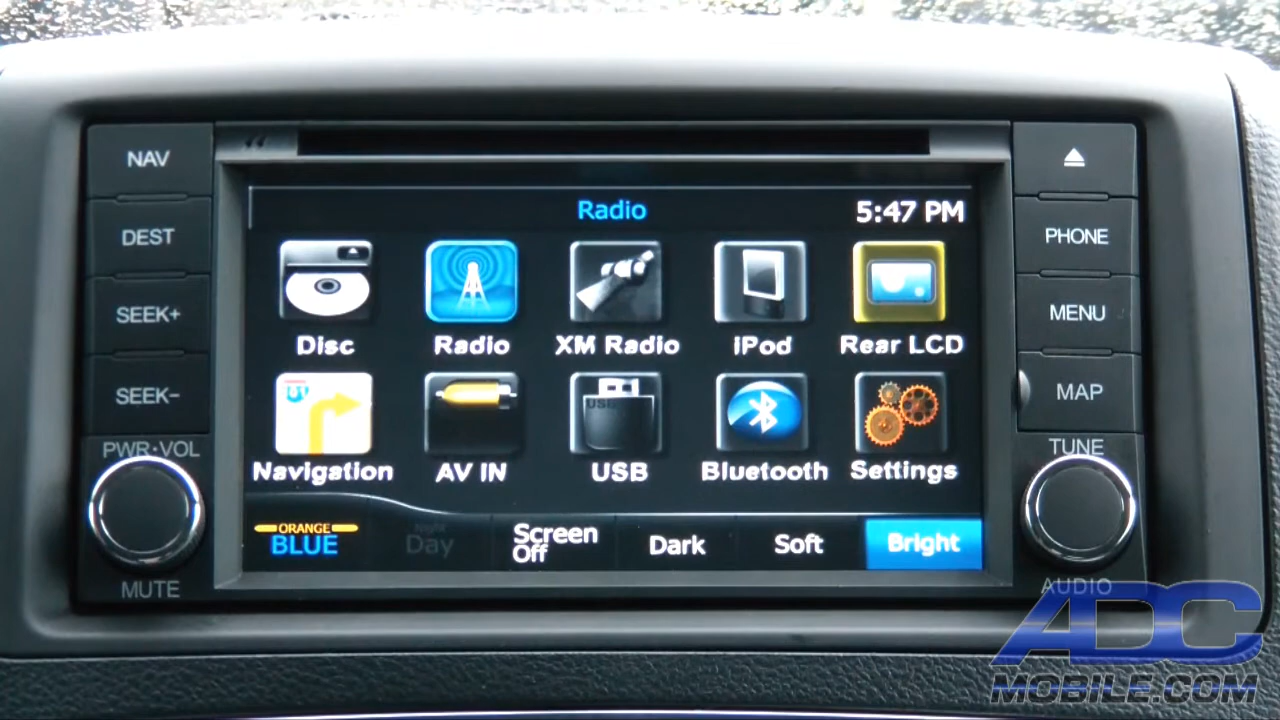 NAV
DEST
SEEK+
SEEK-
PWR·VOL
MUTE
Radio
5:47 PM
Disc
Radio
XM Radio
iPod
Rear LCD
Navigation
AV IN
USB
USB
Bluetooth
Settings
ORANGE
BLUE
Night
Day
Screen
Off
Dark
Soft
Bright
PHONE
MENU
MAP
TUNE
AUDIO
ADC
MOBILE.COM